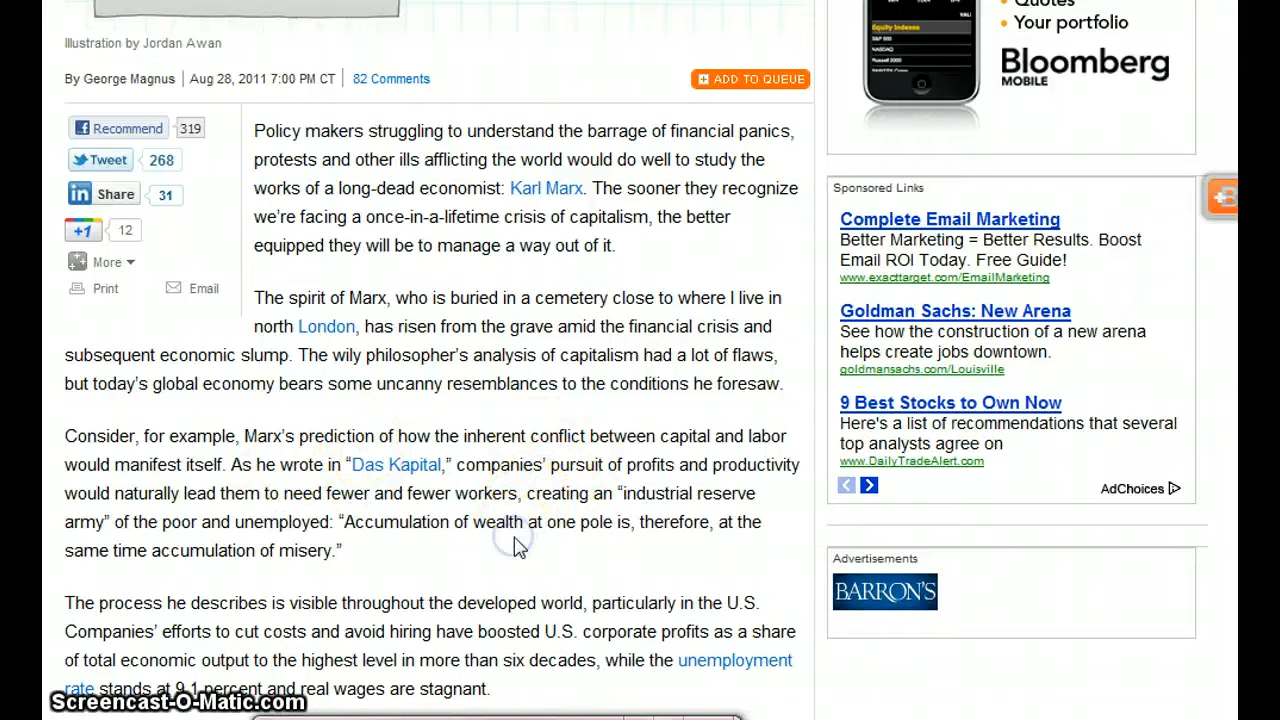 Illustration by Jordan Awan
By George Magnus | Aug 28, 2011 7:00 PM CT | 82 Comments
ADD TO QUEUE
Recommend 319
Tweet 268
in Share 31
+1 12
More
Print Email
Policy makers struggling to understand the barrage of financial panics,
protests and other ills afflicting the world would do well to study the
works of a long-dead economist: Karl Marx. The sooner they recognize
we’re facing a once-in-a-lifetime crisis of capitalism, the better
equipped they will be to manage a way out of it.
The spirit of Marx, who is buried in a cemetery close to where I live in
north London, has risen from the grave amid the financial crisis and
subsequent economic slump. The wily philosopher’s analysis of capitalism had a lot of flaws,
but today’s global economy bears some uncanny resemblances to the conditions he foresaw.
Consider, for example, Marx’s prediction of how the inherent conflict between capital and labor
would manifest itself. As he wrote in “Das Kapital,” companies’ pursuit of profits and productivity
would naturally lead them to need fewer and fewer workers, creating an “industrial reserve
army” of the poor and unemployed: “Accumulation of wealth at one pole is, therefore, at the
same time accumulation of misery.”
The process he describes is visible throughout the developed world, particularly in the U.S.
Companies’ efforts to cut costs and avoid hiring have boosted U.S. corporate profits as a share
of total economic output to the highest level in more than six decades, while the unemployment
rate stands at 9.1 percent and real wages are stagnant.
Screencast-O-Matic.com
Quotes
Your portfolio
Bloomberg
MOBILE
Equity Indexes
S&P 500
NASDAQ
Russell 2000
Sponsored Links
Complete Email Marketing
Better Marketing = Better Results. Boost
Email ROI Today. Free Guide!
www.exacttarget.com/EmailMarketing
Goldman Sachs: New Arena
See how the construction of a new arena
helps create jobs downtown.
goldmansachs.com/Louisville
9 Best Stocks to Own Now
Here's a list of recommendations that several
top analysts agree on
www.DailyTradeAlert.com
AdChoices
Advertisements
BARRON'S